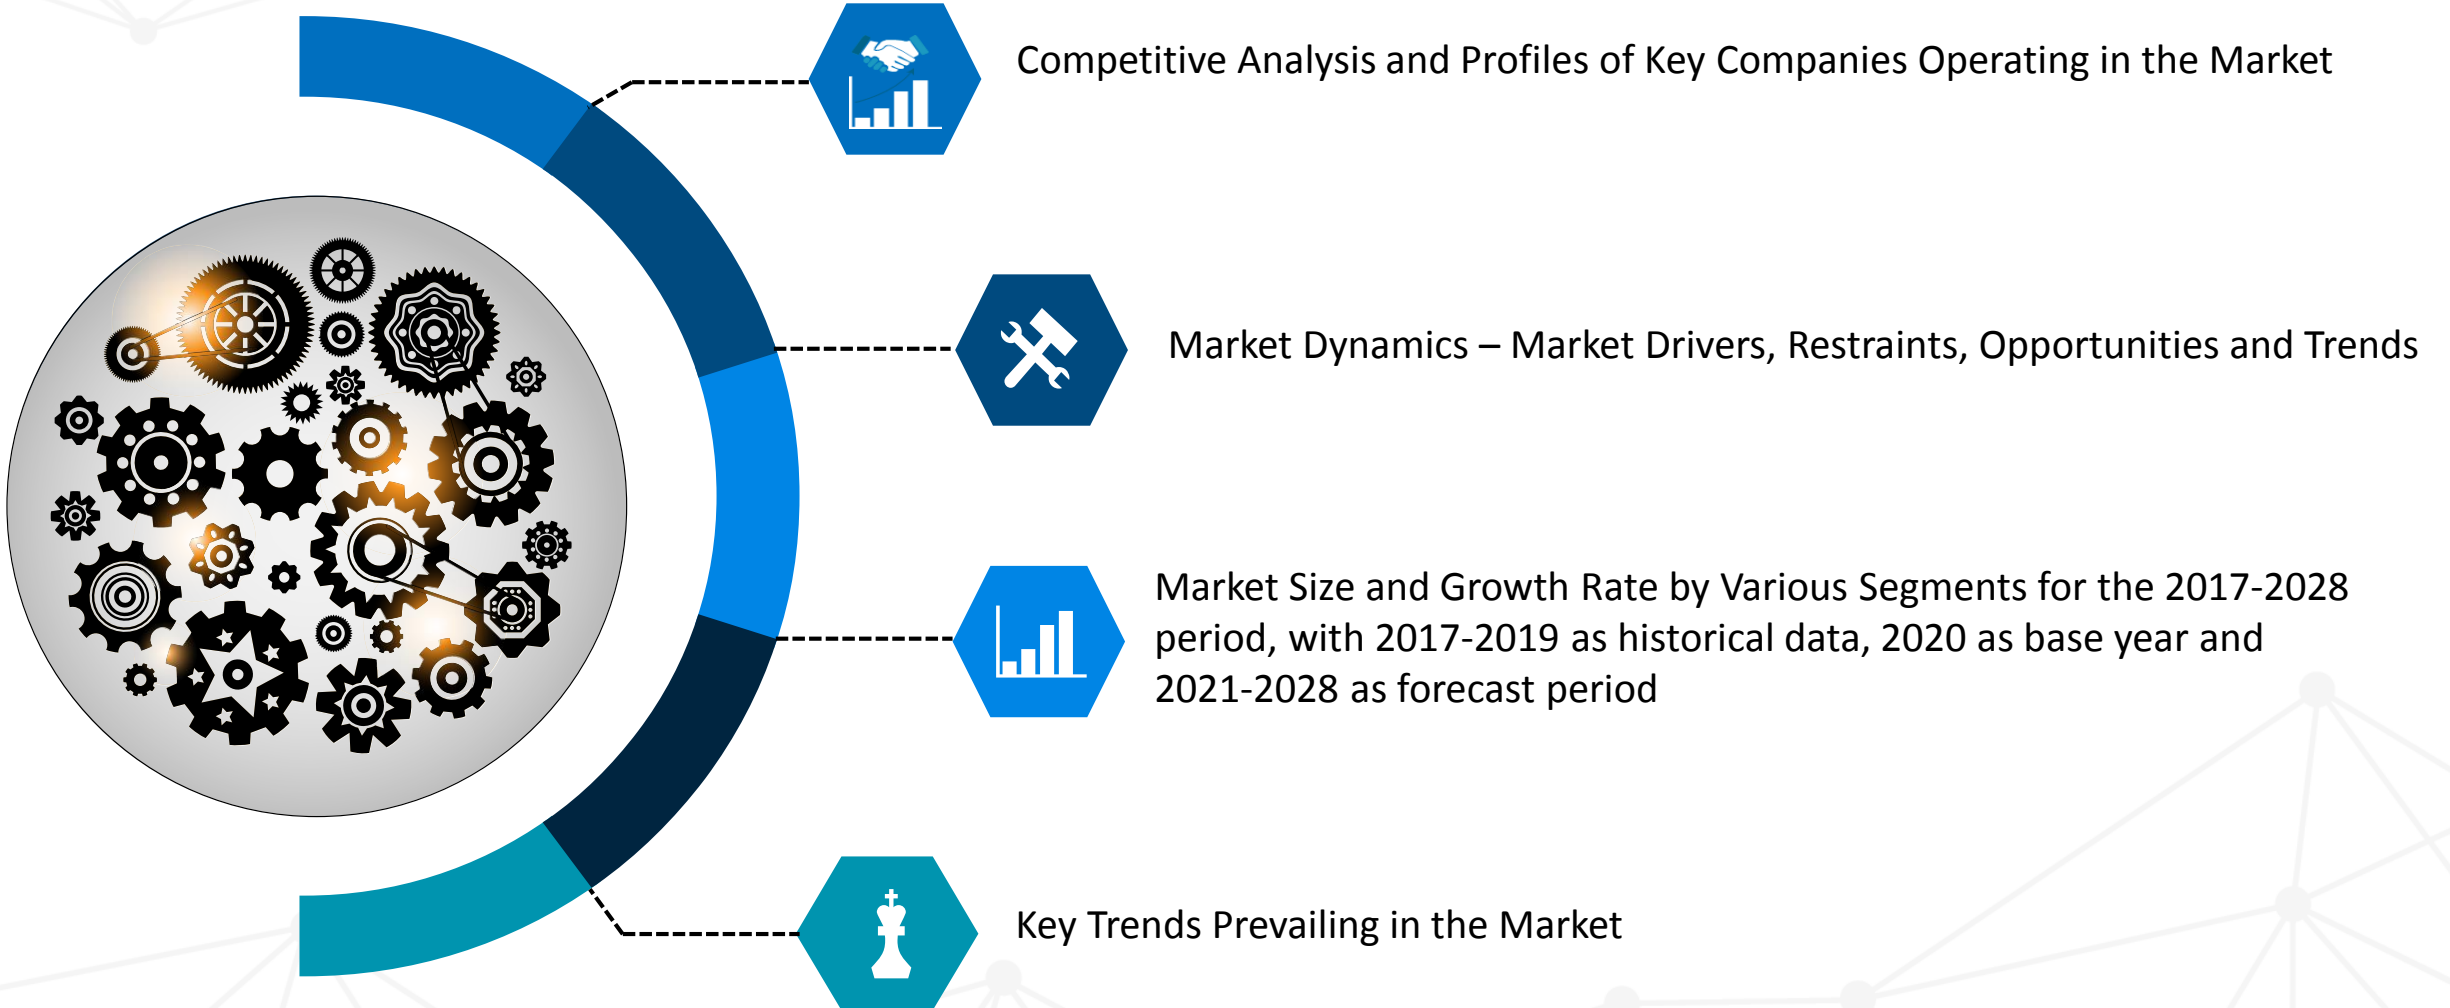 Competitive Analysis and Profiles of Key Companies Operating in the Market
Market Dynamics – Market Drivers, Restraints, Opportunities and Trends
Market Size and Growth Rate by Various Segments for the 2017-2028
period, with 2017-2019 as historical data, 2020 as base year and
2021-2028 as forecast period
Key Trends Prevailing in the Market